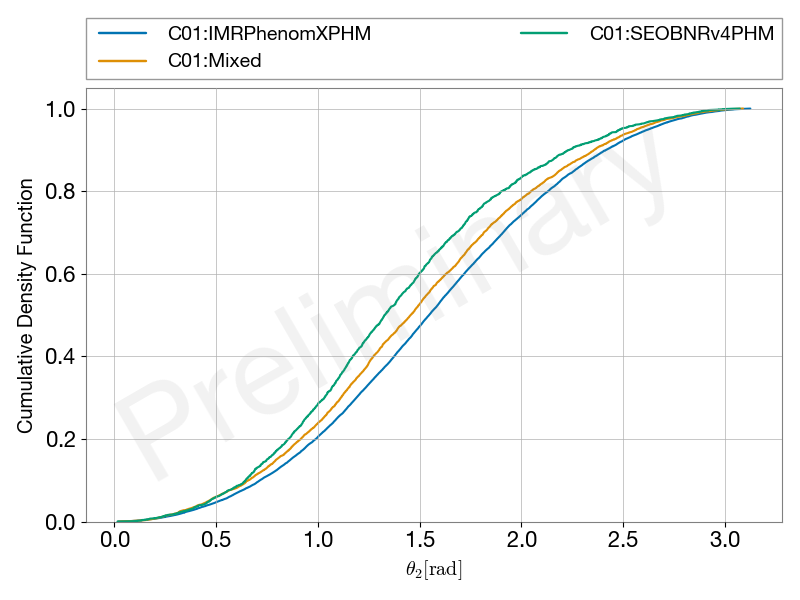 C01:IMRPhenomXPHM
C01:Mixed
C01:SEOBNRv4PHM
1.0
0.8
0.6
0.4
0.2
0.0
Cumulative Density Function
Preliminary
0.0 0.5 1.0 1.5 2.0 2.5 3.0
θ₂[rad]